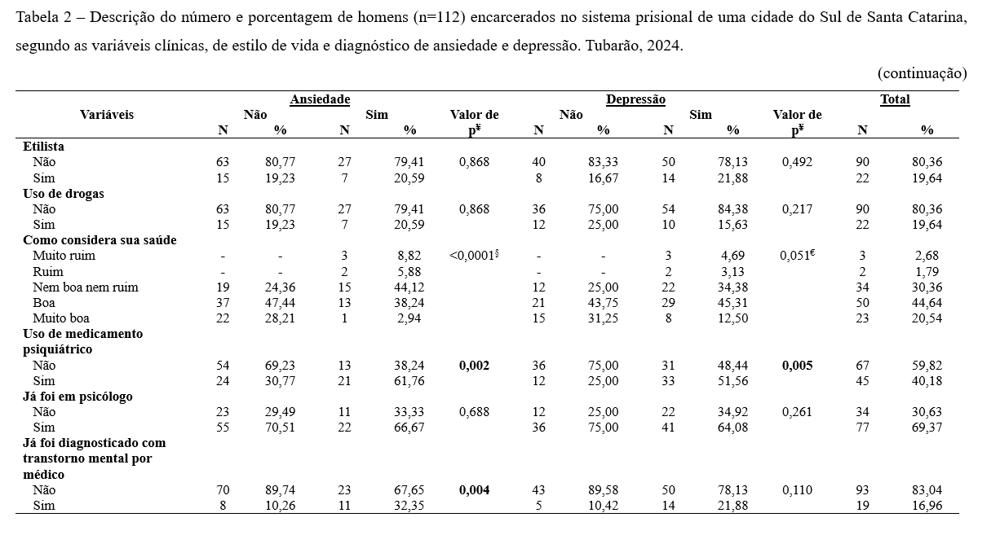 Tabela 2 – Descrição do número e porcentagem de homens (n=112) encarcerados no sistema prisional de uma cidade do Sul de Santa Catarina,
segundo as variáveis clínicas, de estilo de vida e diagnóstico de ansiedade e depressão. Tubarão, 2024.
(continuação)
Ansiedade Depressão Total
Variáveis Não Sim Valor de Não Sim Valor de
N % N % p¥ N % N % p¥ N %
Etilista
Não 63 80,77 27 79,41 0,868 40 83,33 50 78,13 0,492 90 80,36
Sim 15 19,23 7 20,59 8 16,67 14 21,88 22 19,64
Uso de drogas
Não 63 80,77 27 79,41 0,868 36 75,00 54 84,38 0,217 90 80,36
Sim 15 19,23 7 20,59 12 25,00 10 15,63 22 19,64
Como considera sua saúde
Muito ruim - - 3 8,82 <0,0001§ - - 3 4,69 0,051€ 3 2,68
Ruim - - 2 5,88 - - 2 3,13 2 1,79
Nem boa nem ruim 19 24,36 15 44,12 12 25,00 22 34,38 34 30,36
Boa 37 47,44 13 38,24 21 43,75 29 45,31 50 44,64
Muito boa 22 28,21 1 2,94 15 31,25 8 12,50 23 20,54
Uso de medicamento
psiquiátrico
Não 54 69,23 13 38,24 0,002 36 75,00 31 48,44 0,005 67 59,82
Sim 24 30,77 21 61,76 12 25,00 33 51,56 45 40,18
Já foi em psicólogo
Não 23 29,49 11 33,33 0,688 12 25,00 22 34,92 0,261 34 30,63
Sim 55 70,51 22 66,67 36 75,00 41 64,08 77 69,37
Já foi diagnosticado com
transtorno mental por
médico
Não 70 89,74 23 67,65 0,004 43 89,58 50 78,13 0,110 93 83,04
Sim 8 10,26 11 32,35 5 10,42 14 21,88 19 16,96